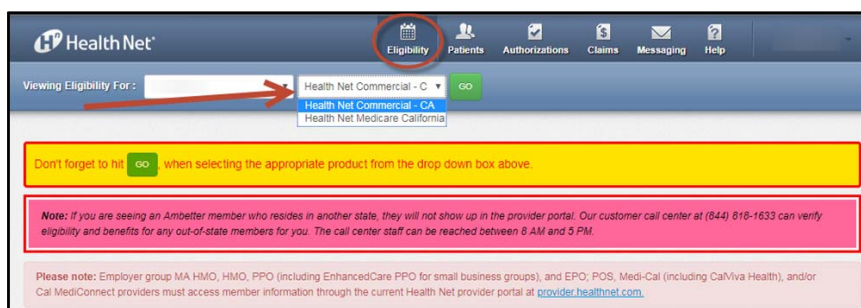 Health Net
Eligibility Patients Authorizations Claims Messaging Help
Viewing Eligibility For : Health Net Commercial - C GO
Health Net Commercial - CA
Health Net Medicare California
Don't forget to hit GO, when selecting the appropriate product from the drop down box above.
Note: If you are seeing an Ambetter member who resides in another state, they will not show up in the provider portal. Our customer call center at (844) 818-1633 can verify
eligibility and benefits for any out-of-state members for you. The call center staff can be reached between 8 AM and 5 PM.
Please note: Employer group MA HMO, HMO, PPO (including EnhancedCare PPO for small business groups), and EPO; POS, Medi-Cal (including CalViva Health), and/or
Cal MediConnect providers must access member information through the current Health Net provider portal at provider.healthnet.com.